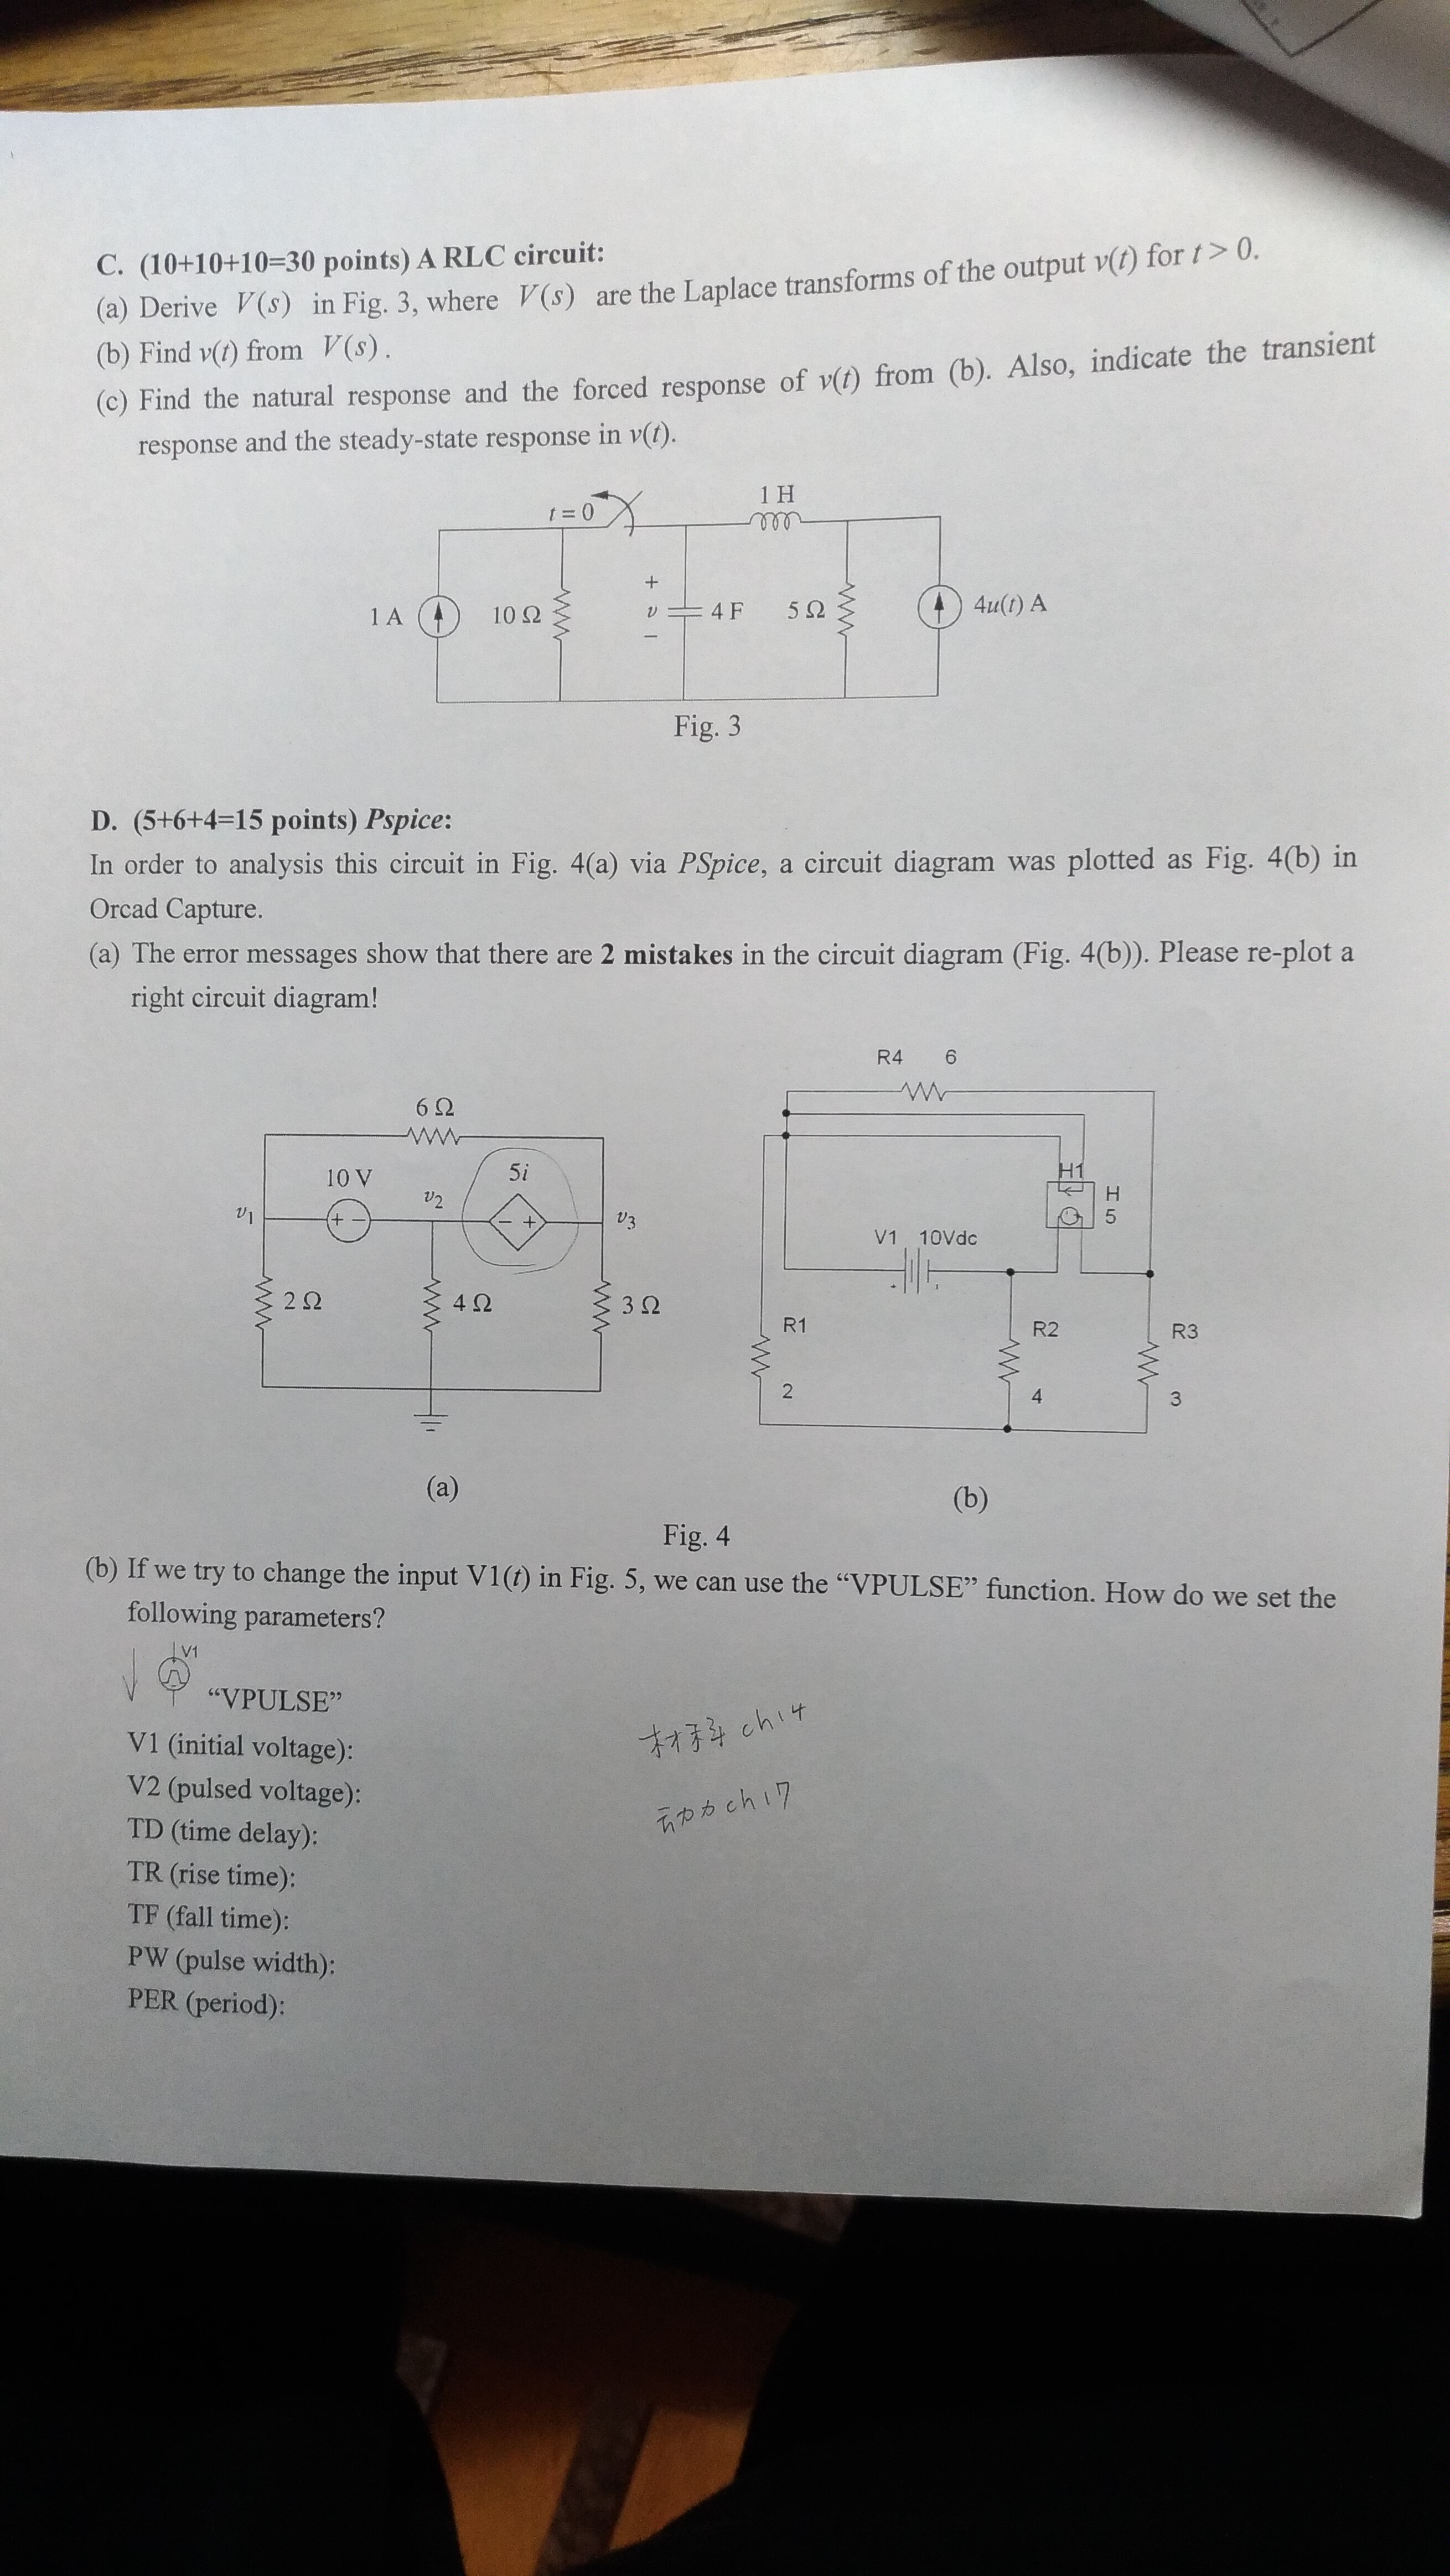 C. (10+10+10=30 points) A RLC circuit:
(a) Derive V(s) in Fig. 3, where V(s) are the Laplace transforms of the output v(t) for t > 0.
(b) Find v(t) from V(s).
(c) Find the natural response and the forced response of v(t) from (b). Also, indicate the transient
response and the steady-state response in v(t).
1 H
t = 0
+
1 A
10 Ω
v
4 F
5 Ω
4u(t) A
−
Fig. 3
D. (5+6+4=15 points) Pspice:
In order to analysis this circuit in Fig. 4(a) via PSpice, a circuit diagram was plotted as Fig. 4(b) in
Orcad Capture.
(a) The error messages show that there are 2 mistakes in the circuit diagram (Fig. 4(b)). Please re-plot a
right circuit diagram!
R4 6
6 Ω
10 V
5i
v₁
+ −
v₂
− +
v₃
H1
H
5
V1 10Vdc
2 Ω
4 Ω
3 Ω
R1
R2
R3
2
4
3
(a)
(b)
Fig. 4
(b) If we try to change the input V1(t) in Fig. 5, we can use the “VPULSE” function. How do we set the
following parameters?
V1
“VPULSE”
V1 (initial voltage):
V2 (pulsed voltage):
TD (time delay):
TR (rise time):
TF (fall time):
PW (pulse width):
PER (period):
ch14
动力 ch17